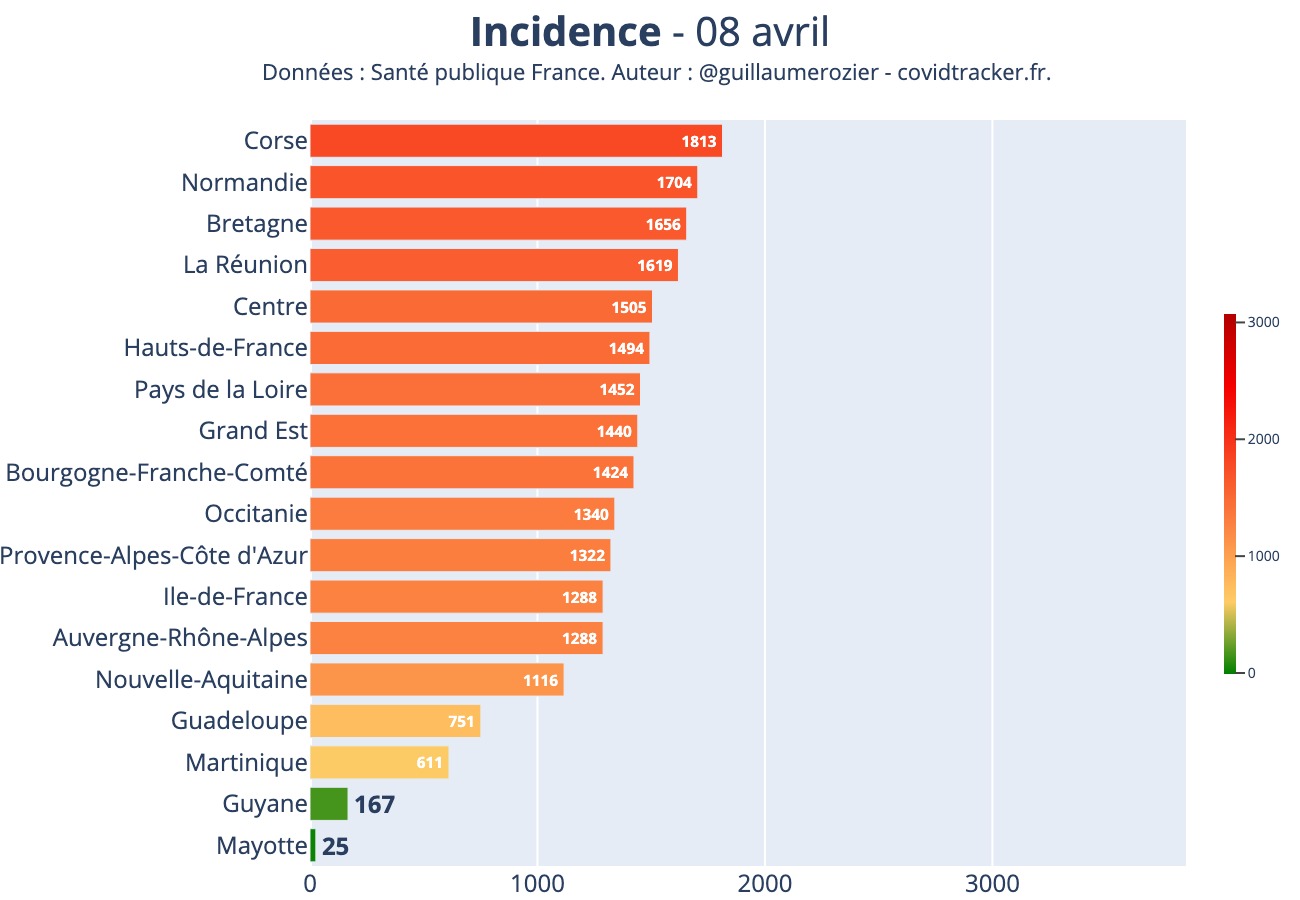 Incidence - 08 avril
Données : Santé publique France. Auteur : @guillaumerozier - covidtracker.fr.
Corse 1813
Normandie 1704
Bretagne 1656
La Réunion 1619
Centre 1505
Hauts-de-France 1494
Pays de la Loire 1452
Grand Est 1440
Bourgogne-Franche-Comté 1424
Occitanie 1340
Provence-Alpes-Côte d'Azur 1322
Ile-de-France 1288
Auvergne-Rhône-Alpes 1288
Nouvelle-Aquitaine 1116
Guadeloupe 751
Martinique 611
Guyane 167
Mayotte 25
0 1000 2000 3000
3000
2000
1000
0